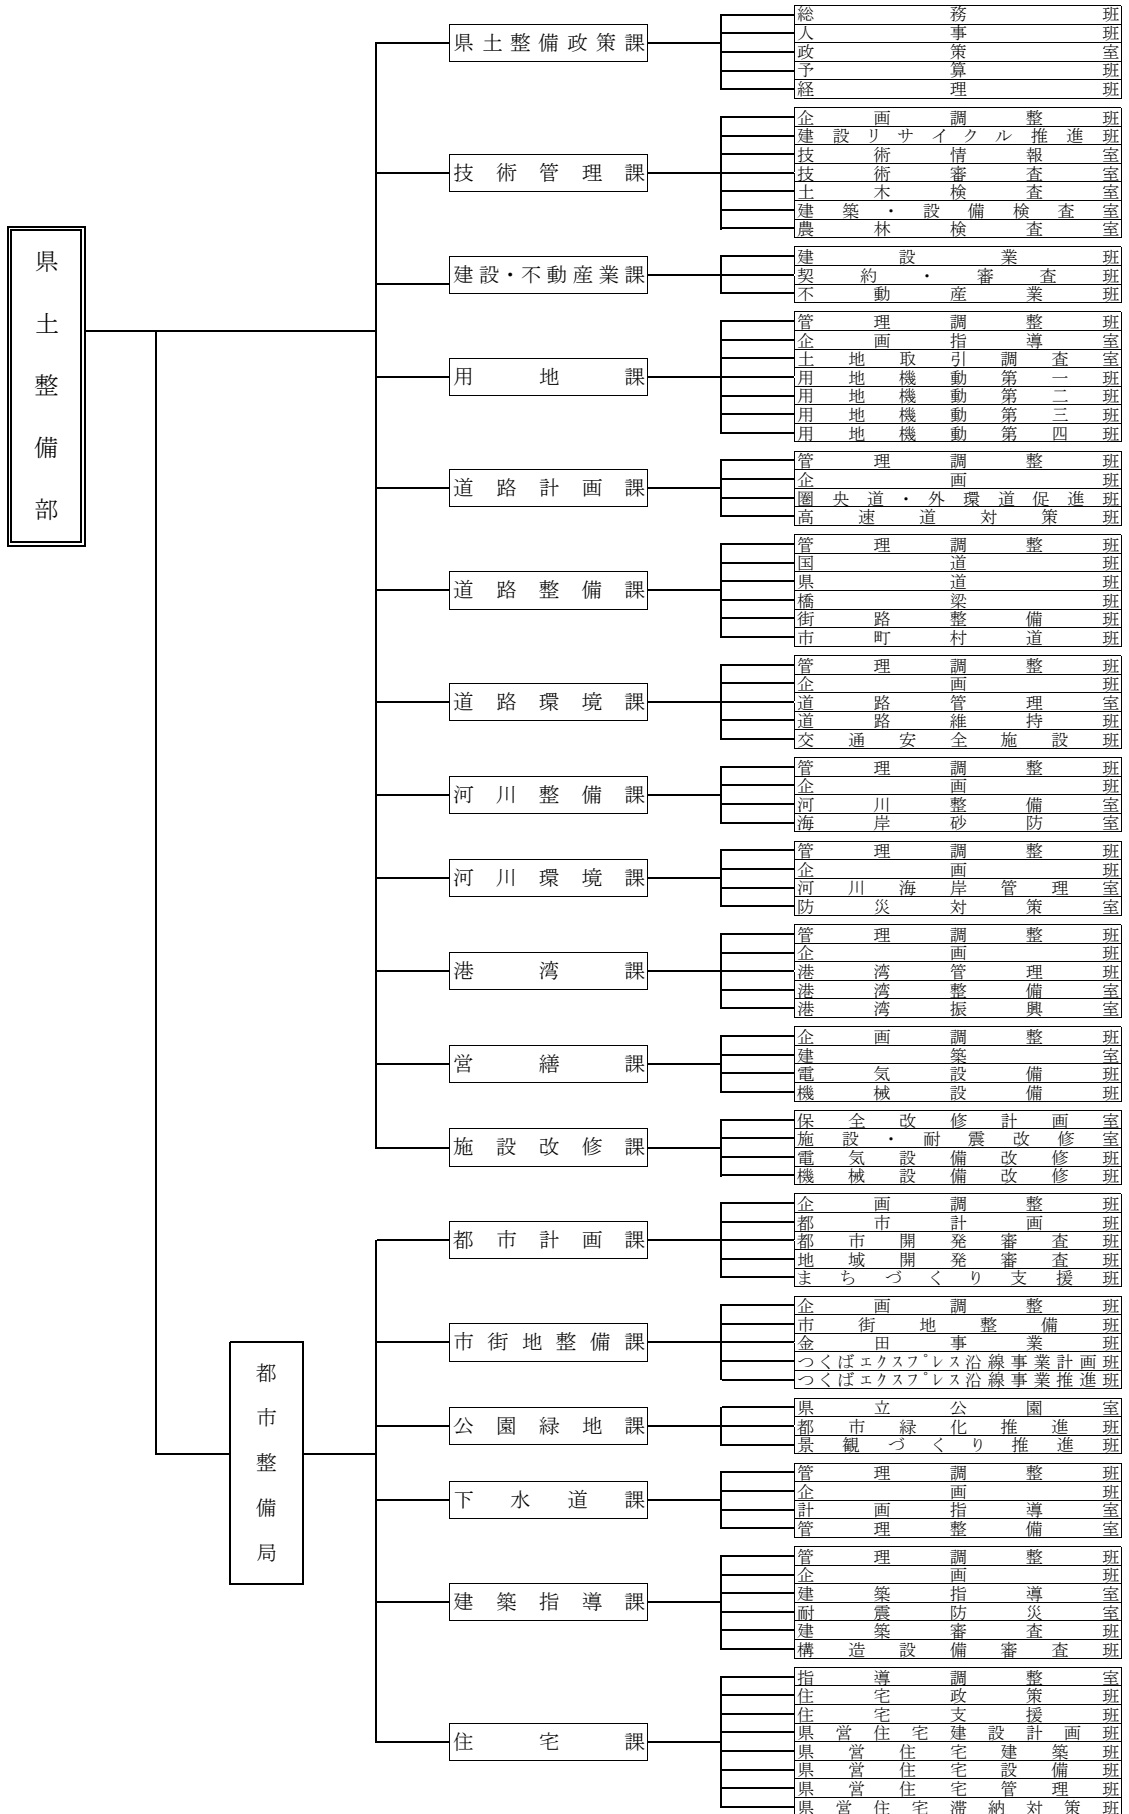 県土整備部
県土整備政策課
総務班
人事班
政策室
予算班
経理班
技術管理課
企画調整班
建設リサイクル推進班
技術情報室
技術審査室
土木検査室
建築・設備検査室
農林検査室
建設・不動産業課
建設業班
契約・審査班
不動産業班
用地課
管理調整班
企画指導室
土地取引調査室
用地機動第一班
用地機動第二班
用地機動第三班
用地機動第四班
道路計画課
管理調整班
企画班
圏央道・外環道促進班
高速道対策班
道路整備課
管理調整班
国道班
県道班
橋梁班
街路整備班
市町村道班
道路環境課
管理調整班
企画班
道路管理室
道路維持班
交通安全施設班
河川整備課
管理調整班
企画班
河川整備室
海岸砂防室
河川環境課
管理調整班
企画班
河川海岸管理室
防災対策室
港湾課
管理調整班
企画班
港湾管理班
港湾整備室
港湾振興室
営繕課
企画調整班
建築室
電気設備班
機械設備班
施設改修課
保全改修計画室
施設・耐震改修室
電気設備改修班
機械設備改修班
都市整備局
都市計画課
企画調整班
都市計画班
都市開発審査班
地域開発審査班
まちづくり支援班
市街地整備課
企画調整班
市街地整備班
金田事業班
つくばエクスプレス沿線事業計画班
つくばエクスプレス沿線事業推進班
公園緑地課
県立公園室
都市緑化推進班
景観づくり推進班
下水道課
管理調整班
企画班
計画指導室
管理整備室
建築指導課
管理調整班
企画班
建築指導室
耐震防災室
建築審査班
構造設備審査班
住宅課
指導調整室
住宅政策班
住宅支援班
県営住宅建設計画班
県営住宅建築班
県営住宅設備班
県営住宅管理班
県営住宅滞納対策班